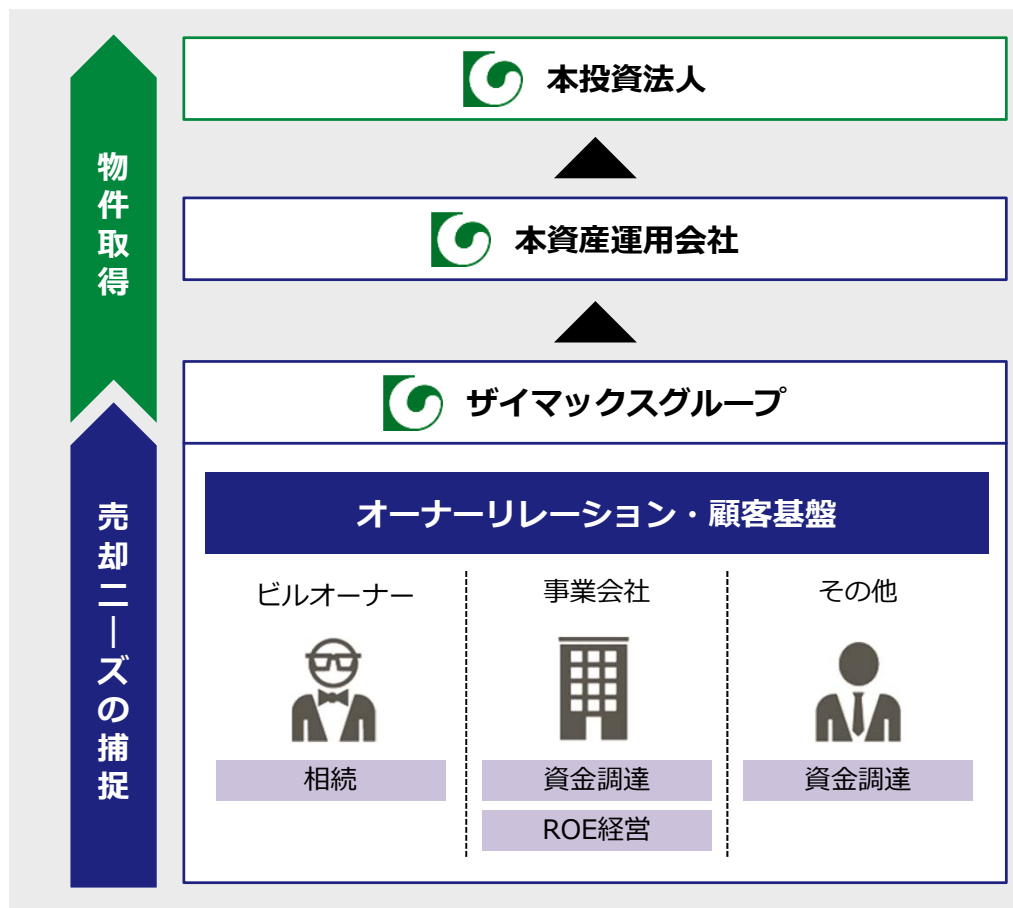 物件取得
売却ニーズの捕捉
本投資法人
本資産運用会社
ザイマックスグループ
オーナーリレーション・顧客基盤
ビルオーナー
相続
事業会社
資金調達
ROE経営
その他
資金調達